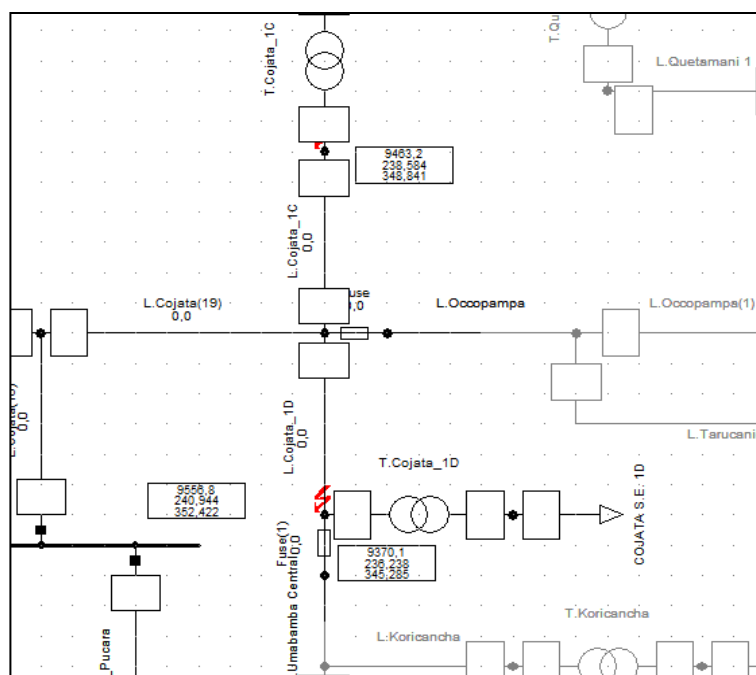 T.Cojata_1C
L.Quetamani 1
9463,2
238,584
348,841
L.Cojata_1C
0,0
L.Cojata(19)
0,0
use
0,0
L.Occopampa
L.Occopampa(1)
0,0
L.Cojata_1D
0,0
L.Tarucani
T.Cojata_1D
9556,8
240,944
352,422
COJATA S.E. 1D
Fuse(1)
0,0
9370,1
236,238
345,285
Umabamba Central
T.Koricancha
L:Koricancha
_Pucara